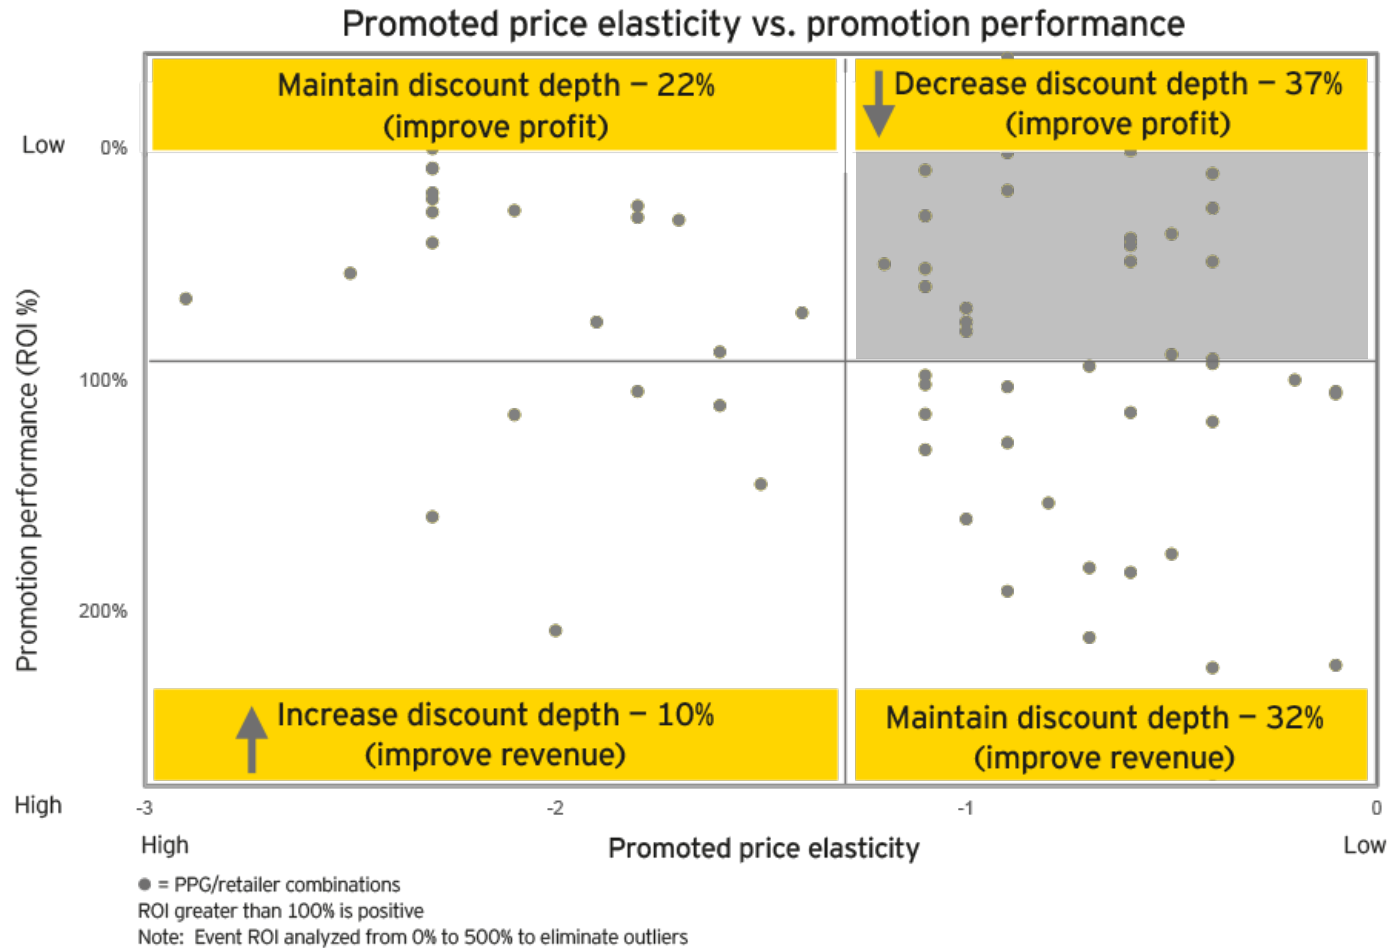 Promoted price elasticity vs. promotion performance
Maintain discount depth – 22%
(improve profit)
Decrease discount depth – 37%
(improve profit)
Low
0%
100%
200%
High
Promotion performance (ROI %)
Increase discount depth – 10%
(improve revenue)
Maintain discount depth – 32%
(improve revenue)
-3
-2
-1
0
High
Promoted price elasticity
Low
= PPG/retailer combinations
ROI greater than 100% is positive
Note: Event ROI analyzed from 0% to 500% to eliminate outliers